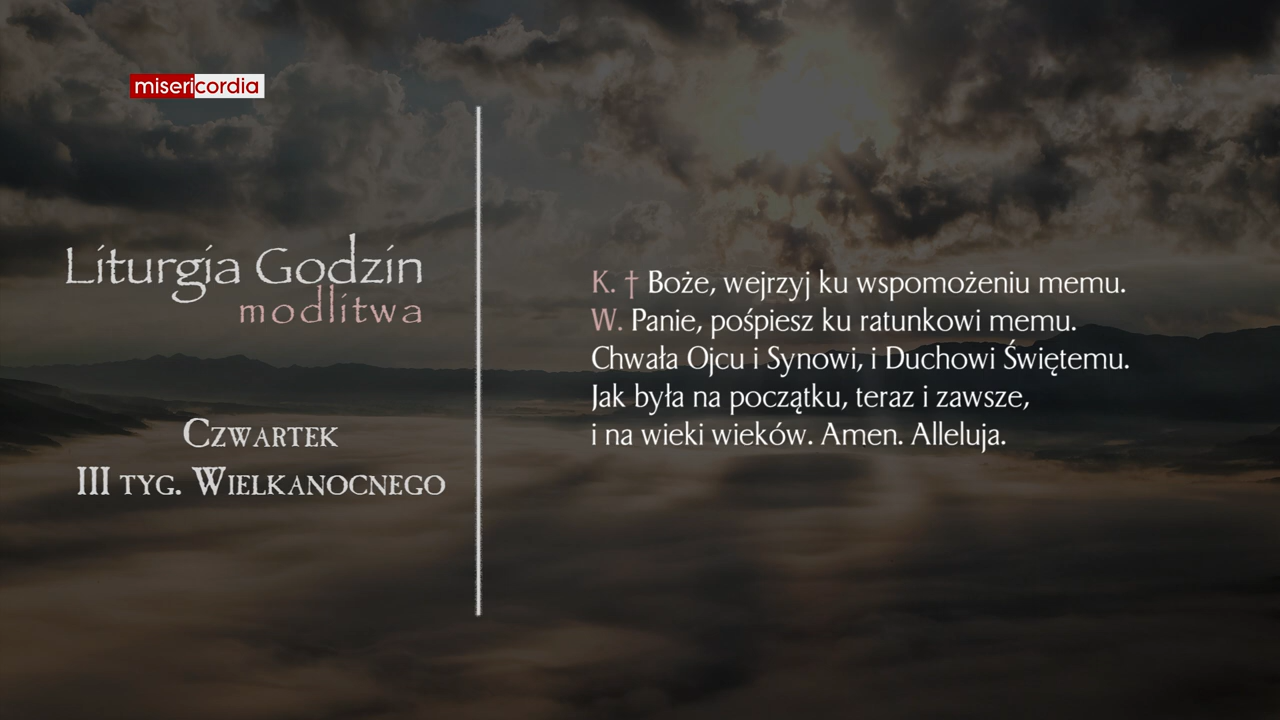 misericordia
Liturgia Godzin
modlitwa
Czwartek
III tyg. Wielkanocnego
K. † Boże, wejrzyj ku wspomożeniu memu.
W. Panie, pośpiesz ku ratunkowi memu.
Chwała Ojcu i Synowi, i Duchowi Świętemu.
Jak była na początku, teraz i zawsze,
i na wieki wieków. Amen. Alleluja.